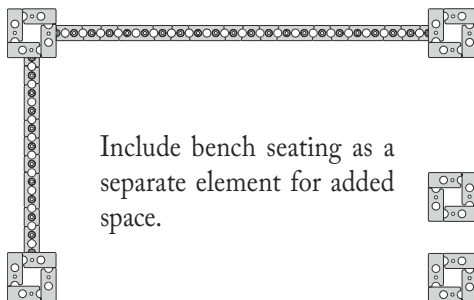 Include bench seating as a
separate element for added
space.